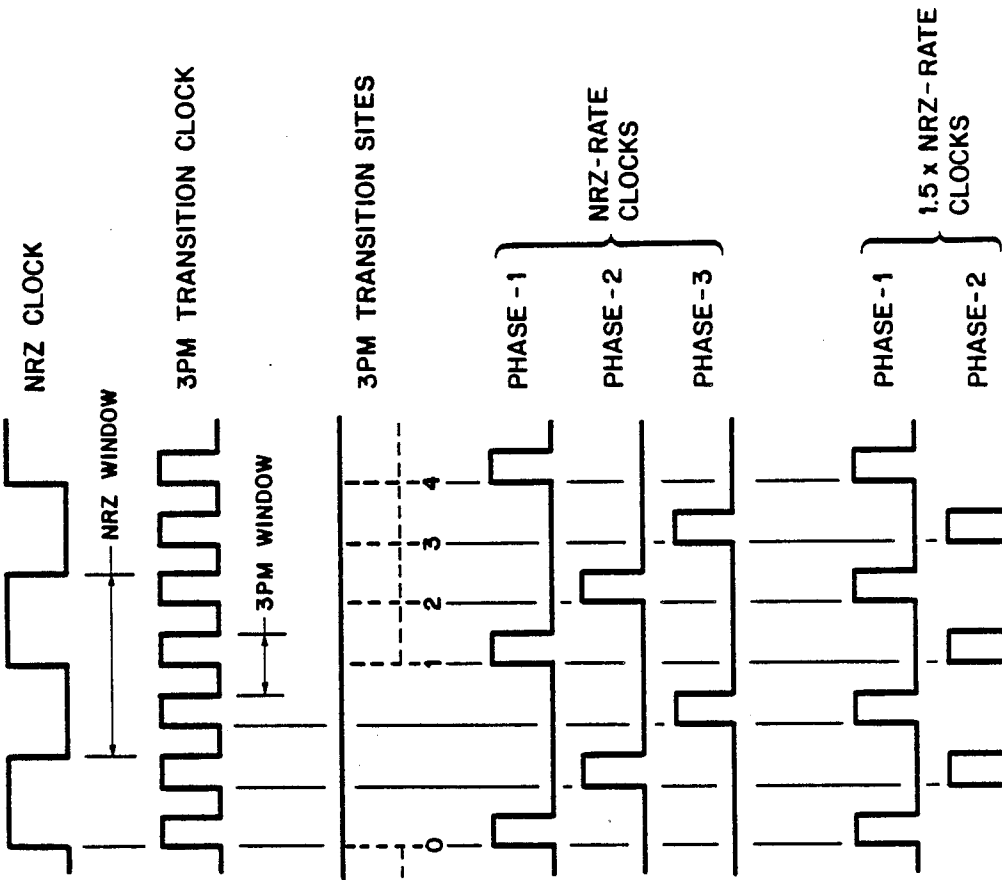 NRZ CLOCK
NRZ WINDOW
3PM TRANSITION CLOCK
3PM WINDOW
3PM TRANSITION SITES
0 1 2 3 4
PHASE-1
PHASE-2
PHASE-3
NRZ-RATE
CLOCKS
PHASE-1
PHASE-2
1.5 x NRZ-RATE
CLOCKS